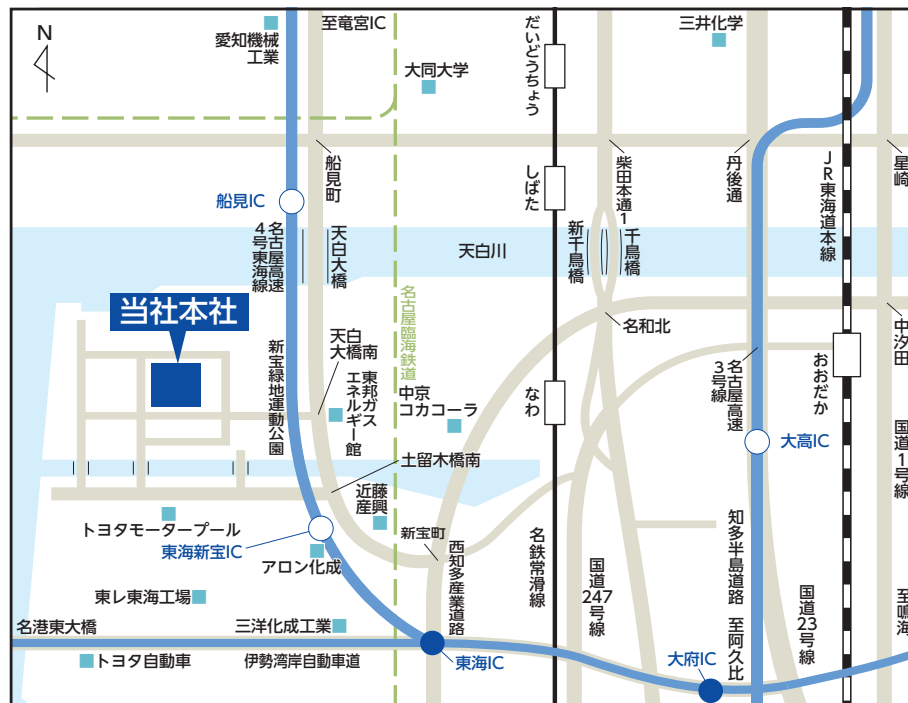 N
愛知機械
工業
至竜宮IC
大同大学
だいどうちょう
三井化学
船見町
しばた
柴田本通1
丹後通
JR東海道本線
星崎
船見IC
名古屋高速
4号東海線
天白大橋
天白川
新千鳥橋
千鳥橋
当社本社
名古屋臨海鉄道
名和北
中汐田
天白
大橋南
新宝緑地運動公園
東邦ガス
エネルギー館
中京
コカコーラ
なわ
名古屋高速
3号線
おおだか
大高IC
国道1号線
土留木橋南
近藤
産興
トヨタモータープール
東海新宝IC
アロン化成
新宝町
西知多産業道路
名鉄常滑線
国道247号線
知多半島道路
至阿久比
国道23号線
至鳴海
東レ東海工場
名港東大橋
三洋化成工業
トヨタ自動車
伊勢湾岸自動車道
東海IC
大府IC